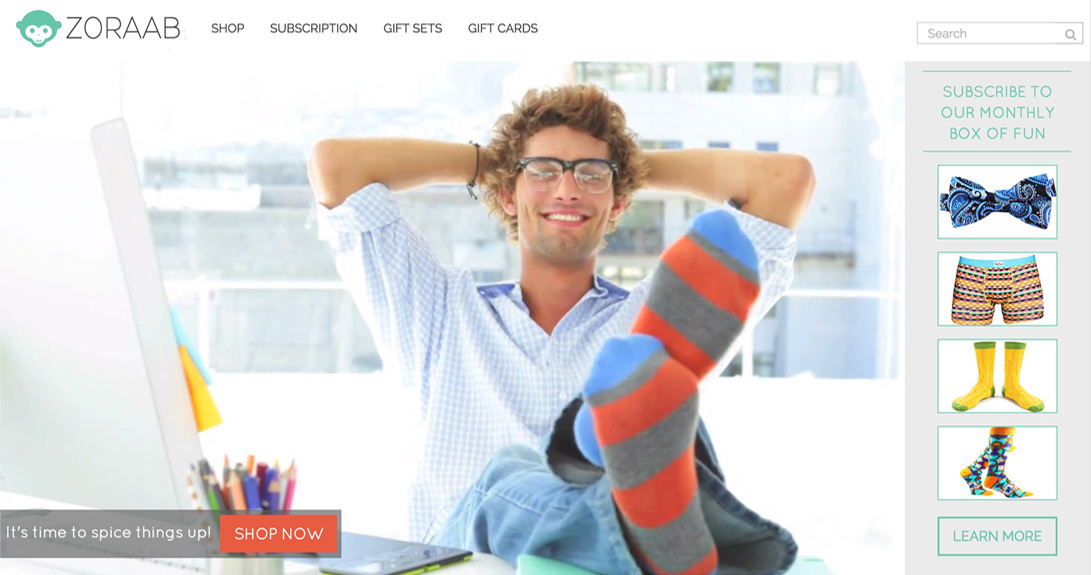 ZORAAB
SHOP
SUBSCRIPTION
GIFT SETS
GIFT CARDS
Search
SUBSCRIBE TO
OUR MONTHLY
BOX OF FUN
It's time to spice things up!
SHOP NOW
LEARN MORE